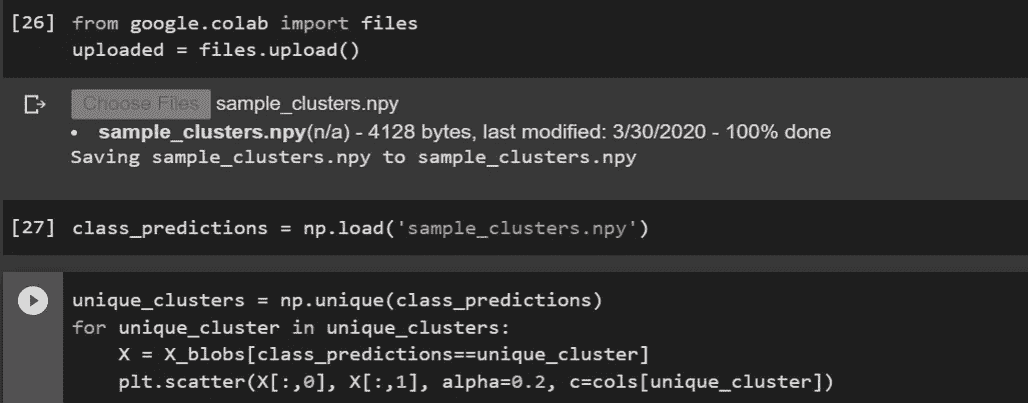 [26] from google.colab import files
uploaded = files.upload()
Choose Files sample_clusters.npy
• sample_clusters.npy(n/a) - 4128 bytes, last modified: 3/30/2020 - 100% done
Saving sample_clusters.npy to sample_clusters.npy
[27] class_predictions = np.load('sample_clusters.npy')
unique_clusters = np.unique(class_predictions)
for unique_cluster in unique_clusters:
    X = X_blobs[class_predictions==unique_cluster]
    plt.scatter(X[:,0], X[:,1], alpha=0.2, c=cols[unique_cluster])